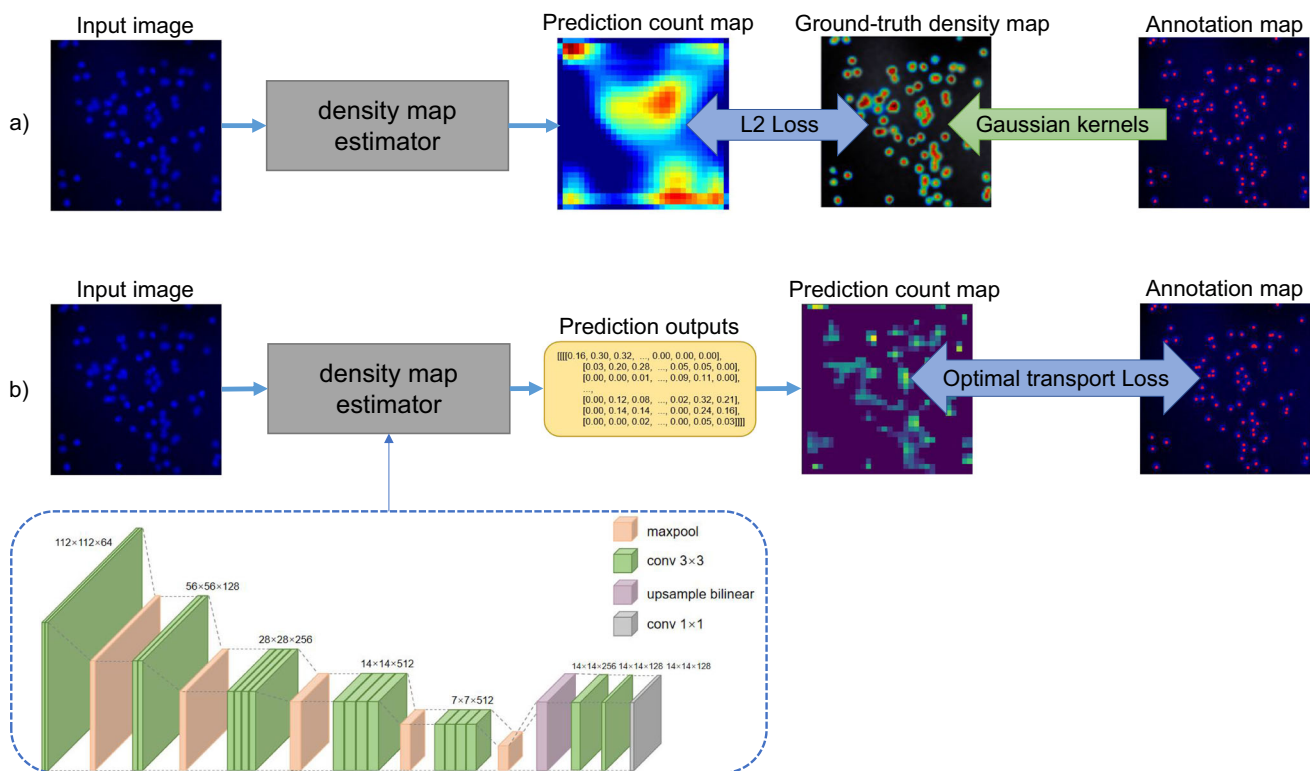 Input image
Prediction count map
Ground-truth density map
Annotation map
a)
density map
estimator
L2 Loss
Gaussian kernels
Input image
Prediction count map
Annotation map
Prediction outputs
b)
density map
estimator
[[[[0.16, 0.30, 0.32, ..., 0.00, 0.00, 0.00],
[0.03, 0.20, 0.28, ..., 0.05, 0.05, 0.00],
[0.00, 0.00, 0.01, ..., 0.09, 0.11, 0.00],
...,
[0.00, 0.12, 0.08, ..., 0.02, 0.32, 0.21],
[0.00, 0.14, 0.14, ..., 0.00, 0.24, 0.16],
[0.00, 0.00, 0.02, ..., 0.00, 0.05, 0.03]]]]
Optimal transport Loss
112×112×64
56×56×128
28×28×256
14×14×512
7×7×512
14×14×256 14×14×128 14×14×128
maxpool
conv 3×3
upsample bilinear
conv 1×1